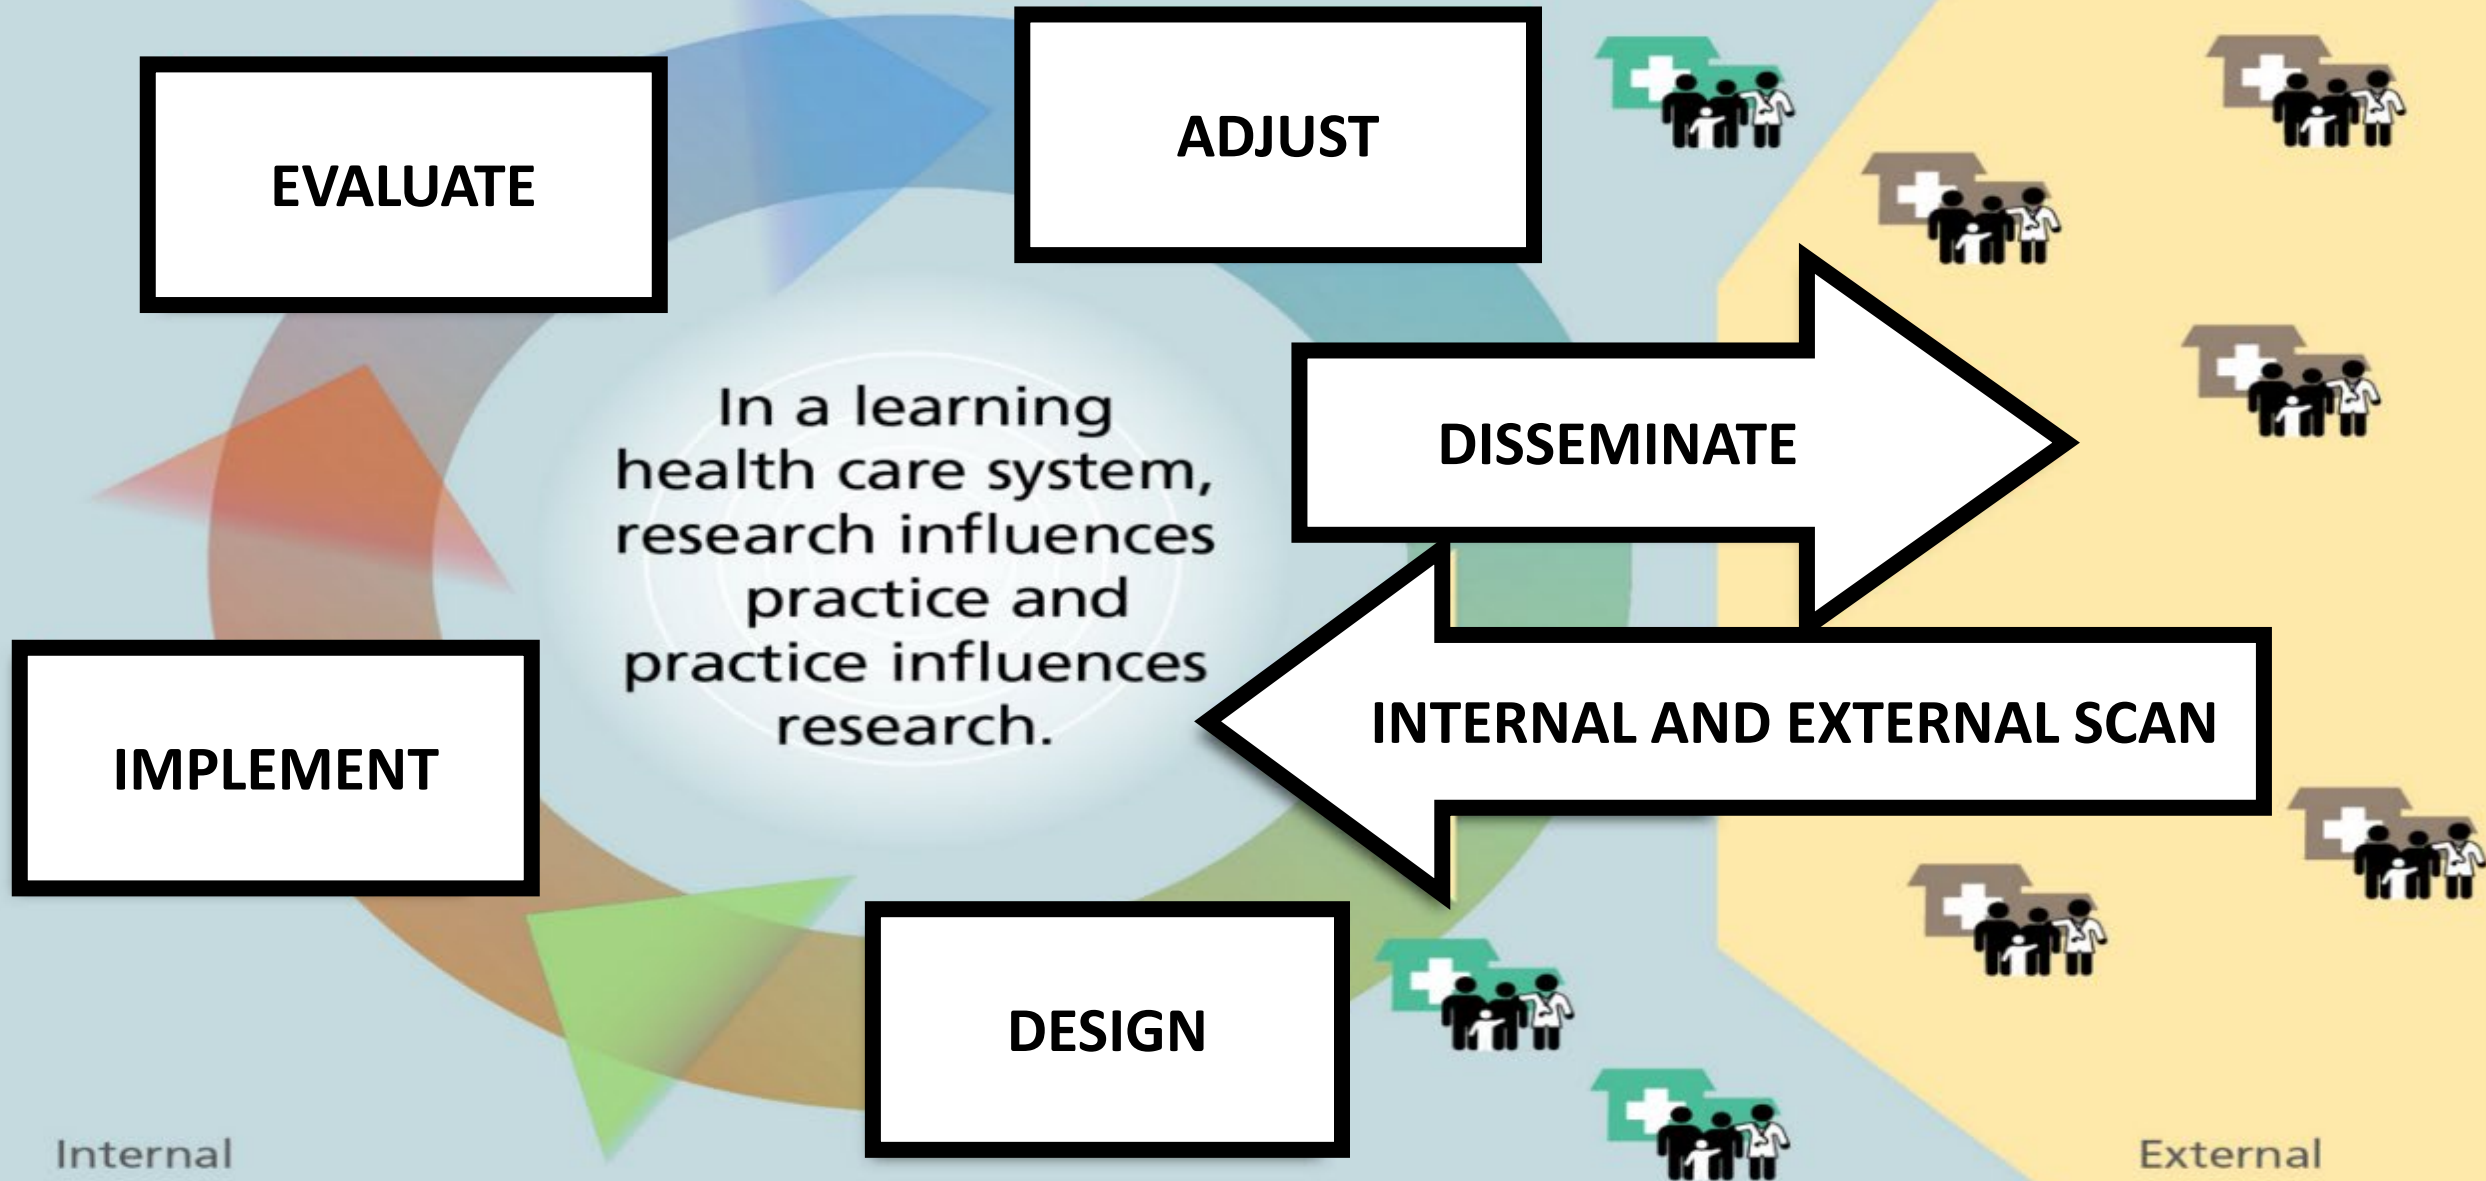 EVALUATE
ADJUST
In a learning
health care system,
research influences
practice and
practice influences
research.
DISSEMINATE
INTERNAL AND EXTERNAL SCAN
IMPLEMENT
DESIGN
Internal
External